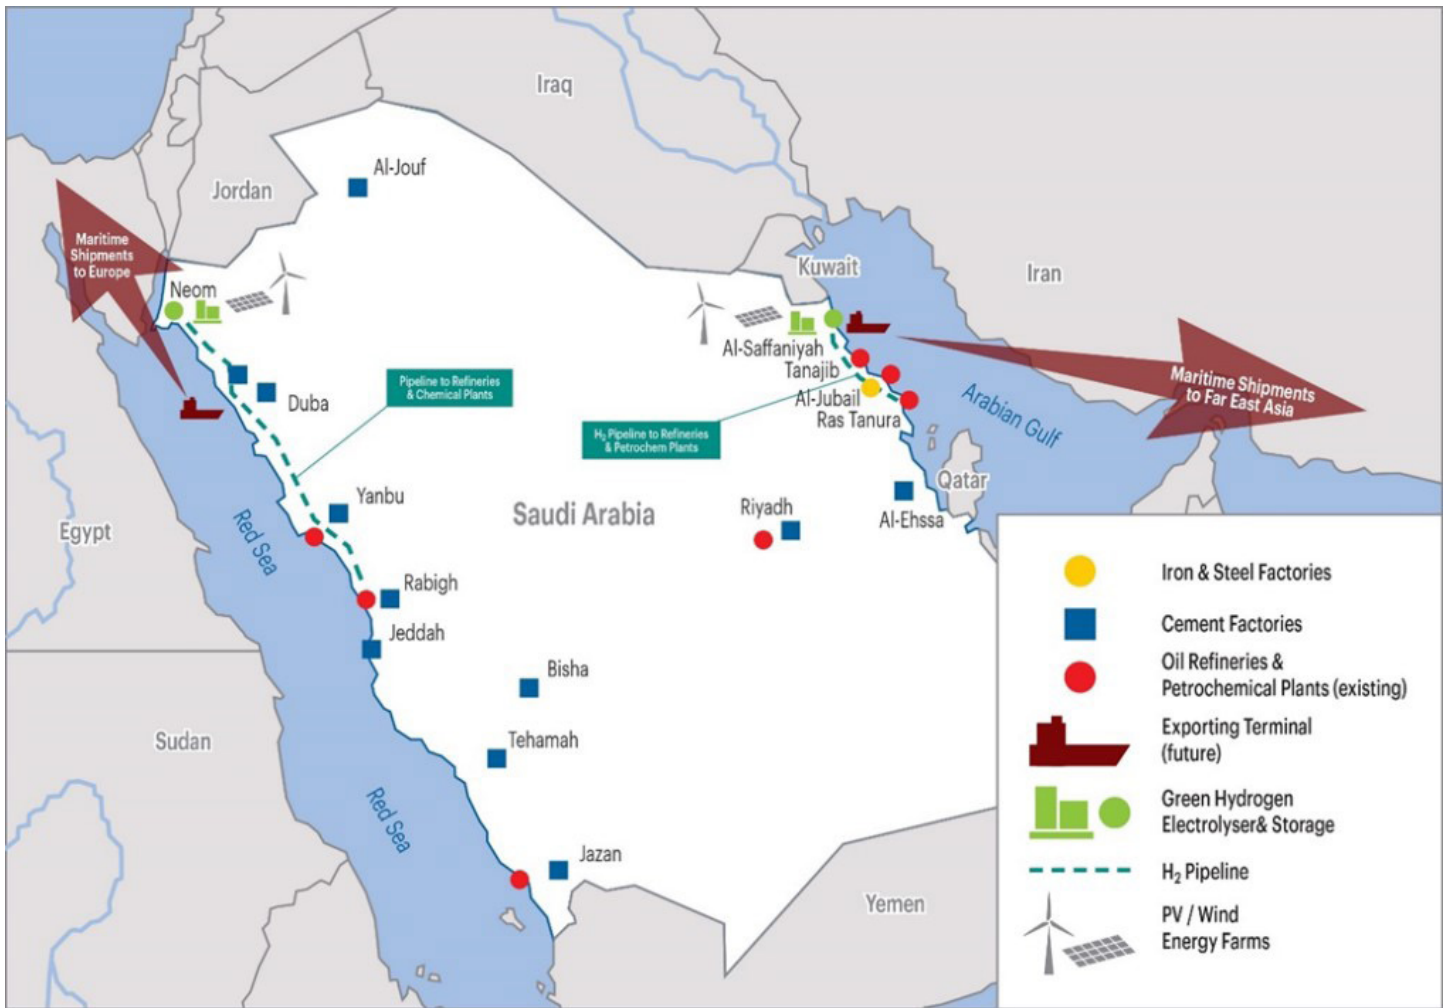 Iraq
Al-Jouf
Jordan
Maritime
Shipments
to Europe
Neom
Kuwait
Iran
Al-Saffaniyah
Tanajib
Al-Jubail
Ras Tanura
Maritime Shipments
to Far East Asia
Arabian Gulf
Pipeline to Refineries
& Chemical Plants
Duba
H₂ Pipeline to Refineries
& Petrochem Plants
Qatar
Yanbu
Saudi Arabia
Riyadh
Al-Ehssa
Egypt
Red Sea
Rabigh
Jeddah
Bisha
Sudan
Tehamah
Red Sea
Jazan
Yemen
Iron & Steel Factories
Cement Factories
Oil Refineries &
Petrochemical Plants (existing)
Exporting Terminal
(future)
Green Hydrogen
Electrolyser& Storage
H₂ Pipeline
PV / Wind
Energy Farms